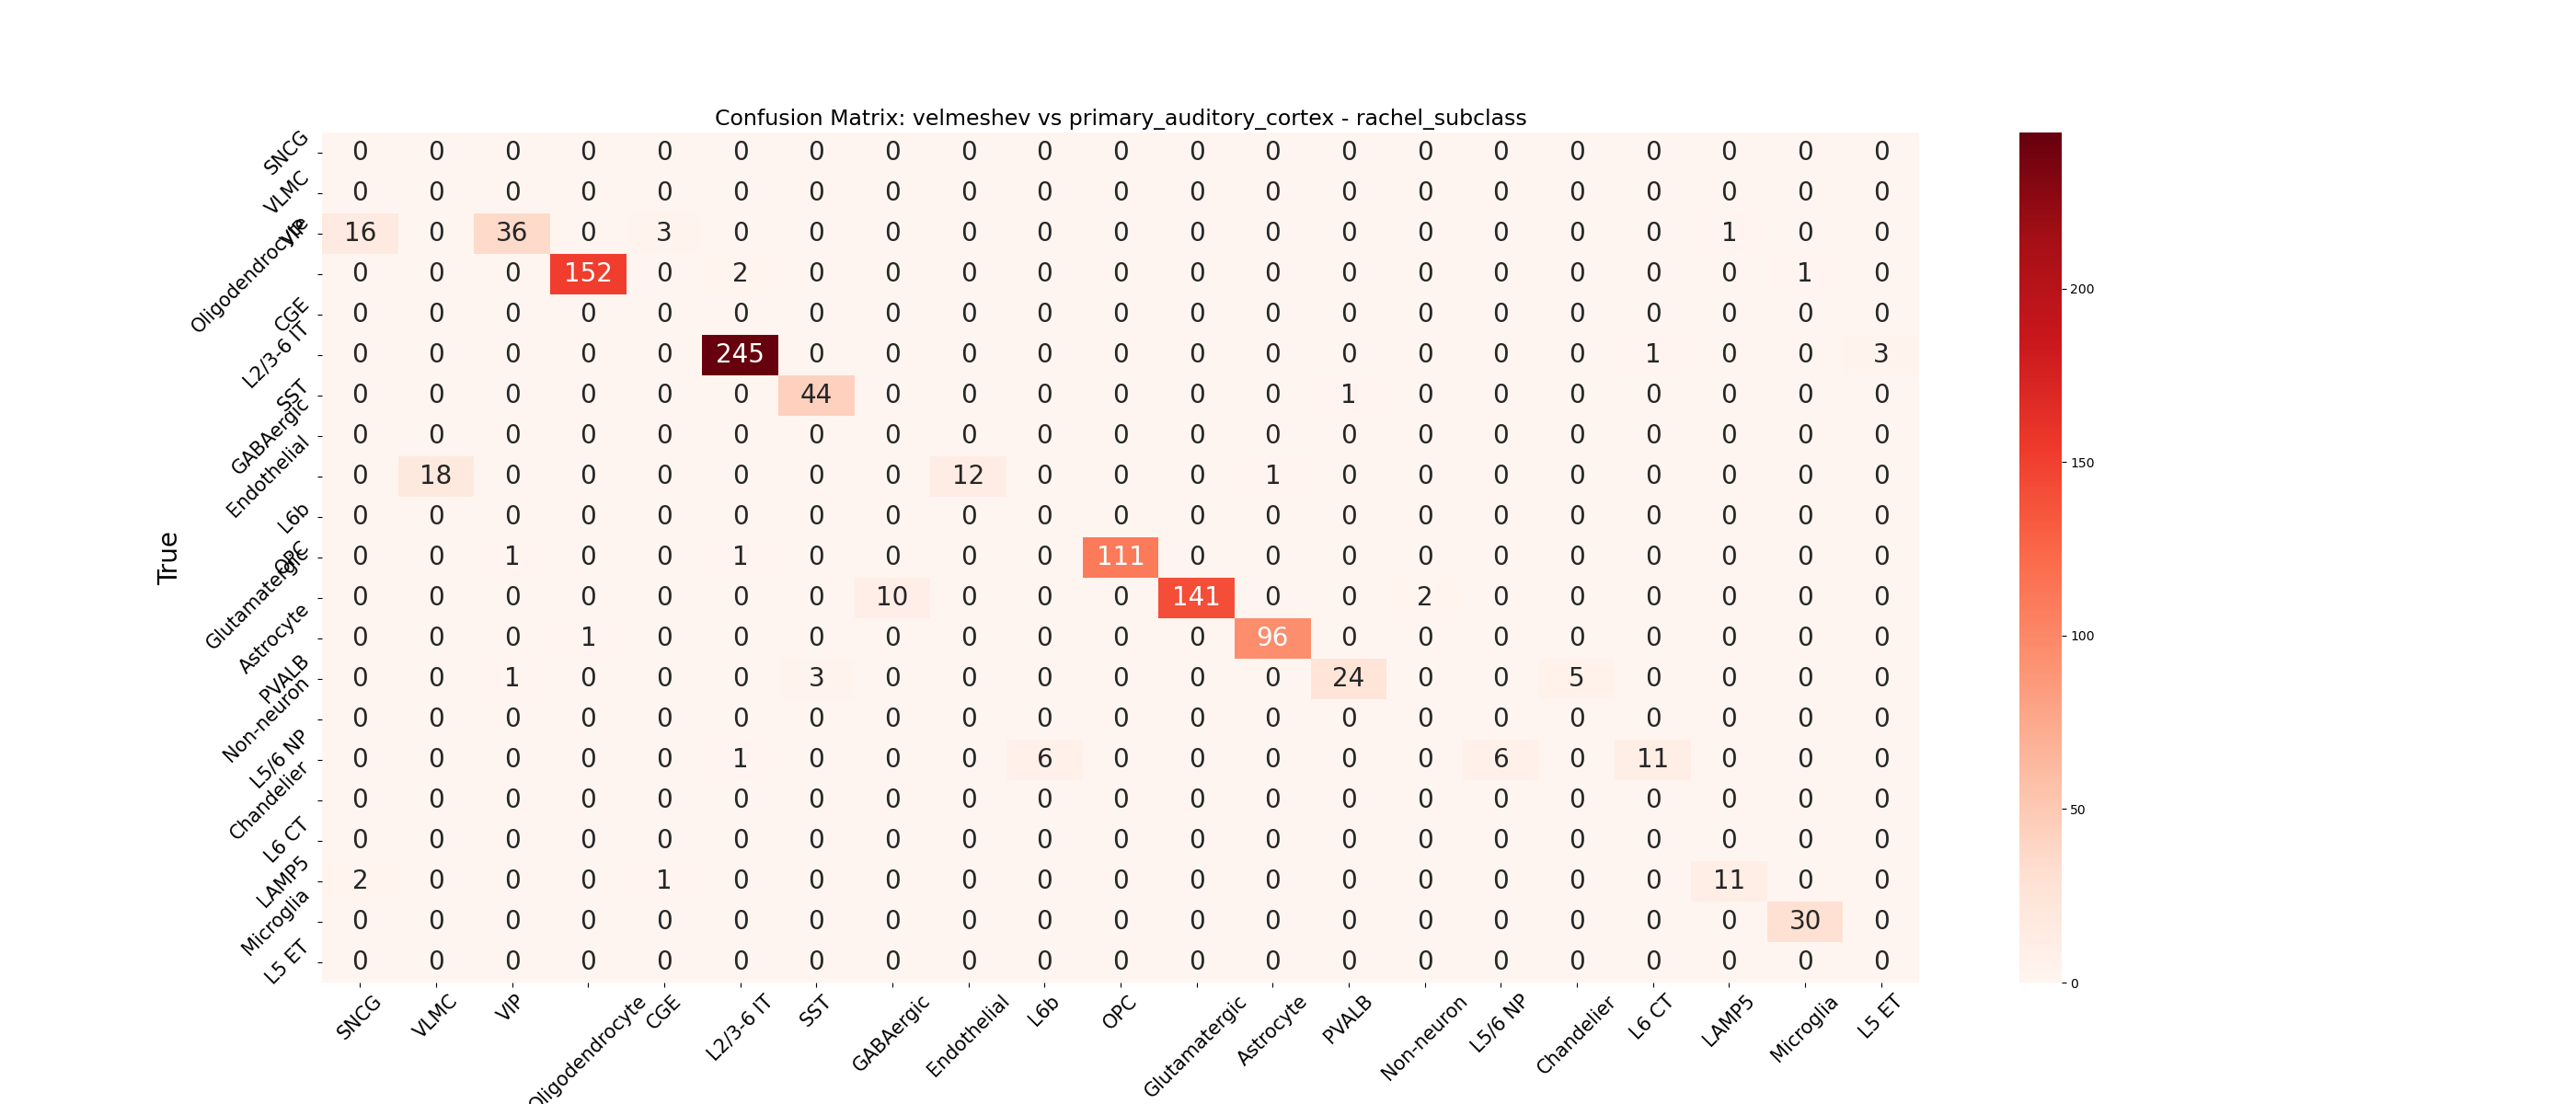 Confusion Matrix: velmeshev vs primary_auditory_cortex - rachel_subclass
SNCG 0 0 0 0 0 0 0 0 0 0 0 0 0 0 0 0 0 0 0 0 0
VLMC 0 0 0 0 0 0 0 0 0 0 0 0 0 0 0 0 0 0 0 0 0
VIP 16 0 36 0 3 0 0 0 0 0 0 0 0 0 0 0 0 0 1 0 0
Oligodendrocyte 0 0 0 152 0 2 0 0 0 0 0 0 0 0 0 0 0 0 0 1 0
CGE 0 0 0 0 0 0 0 0 0 0 0 0 0 0 0 0 0 0 0 0 0
L2/3-6 IT 0 0 0 0 0 245 0 0 0 0 0 0 0 0 0 0 0 1 0 0 3
SST 0 0 0 0 0 0 44 0 0 0 0 0 0 1 0 0 0 0 0 0 0
GABAergic 0 0 0 0 0 0 0 0 0 0 0 0 0 0 0 0 0 0 0 0 0
Endothelial 0 18 0 0 0 0 0 0 12 0 0 0 1 0 0 0 0 0 0 0 0
L6b 0 0 0 0 0 0 0 0 0 0 0 0 0 0 0 0 0 0 0 0 0
OPC 0 0 1 0 0 1 0 0 0 0 111 0 0 0 0 0 0 0 0 0 0
Glutamatergic 0 0 0 0 0 0 0 10 0 0 0 141 0 0 2 0 0 0 0 0 0
Astrocyte 0 0 0 1 0 0 0 0 0 0 0 0 96 0 0 0 0 0 0 0 0
PVALB 0 0 1 0 0 0 3 0 0 0 0 0 0 24 0 0 5 0 0 0 0
Non-neuron 0 0 0 0 0 0 0 0 0 0 0 0 0 0 0 0 0 0 0 0 0
L5/6 NP 0 0 0 0 0 1 0 0 0 6 0 0 0 0 0 6 0 11 0 0 0
Chandelier 0 0 0 0 0 0 0 0 0 0 0 0 0 0 0 0 0 0 0 0 0
L6 CT 0 0 0 0 0 0 0 0 0 0 0 0 0 0 0 0 0 0 0 0 0
LAMP5 2 0 0 0 1 0 0 0 0 0 0 0 0 0 0 0 0 0 11 0 0
Microglia 0 0 0 0 0 0 0 0 0 0 0 0 0 0 0 0 0 0 0 30 0
L5 ET 0 0 0 0 0 0 0 0 0 0 0 0 0 0 0 0 0 0 0 0 0
True
SNCG VLMC VIP Oligodendrocyte CGE L2/3-6 IT SST GABAergic Endothelial L6b OPC Glutamatergic Astrocyte PVALB Non-neuron L5/6 NP Chandelier L6 CT LAMP5 Microglia L5 ET
200
150
100
50
0